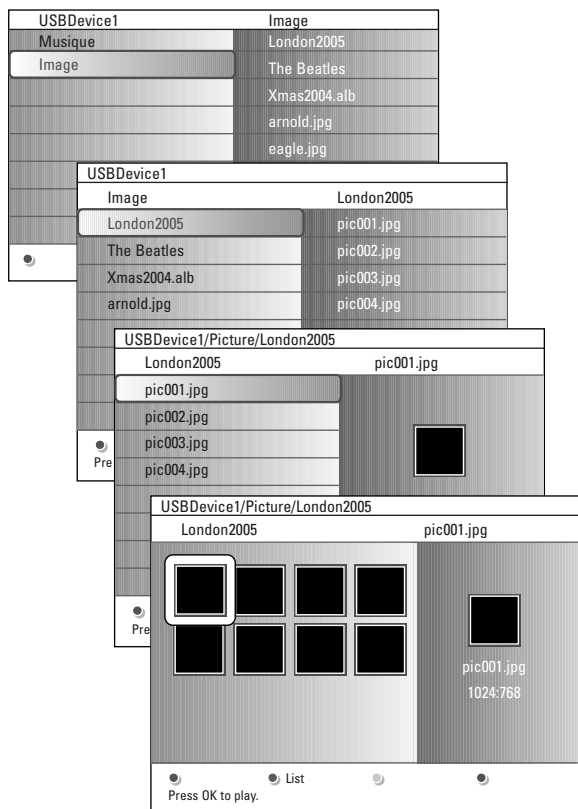 USBDevice1 Image
Musique London2005
Image The Beatles
Xmas2004.alb
arnold.jpg
eagle.jpg
USBDevice1
Image London2005
London2005 pic001.jpg
The Beatles pic002.jpg
Xmas2004.alb pic003.jpg
arnold.jpg pic004.jpg
Pre
USBDevice1/Picture/London2005
London2005 pic001.jpg
pic001.jpg
pic002.jpg
pic003.jpg
pic004.jpg
Pre
USBDevice1/Picture/London2005
London2005 pic001.jpg
pic001.jpg
1024:768
List
Press OK to play.